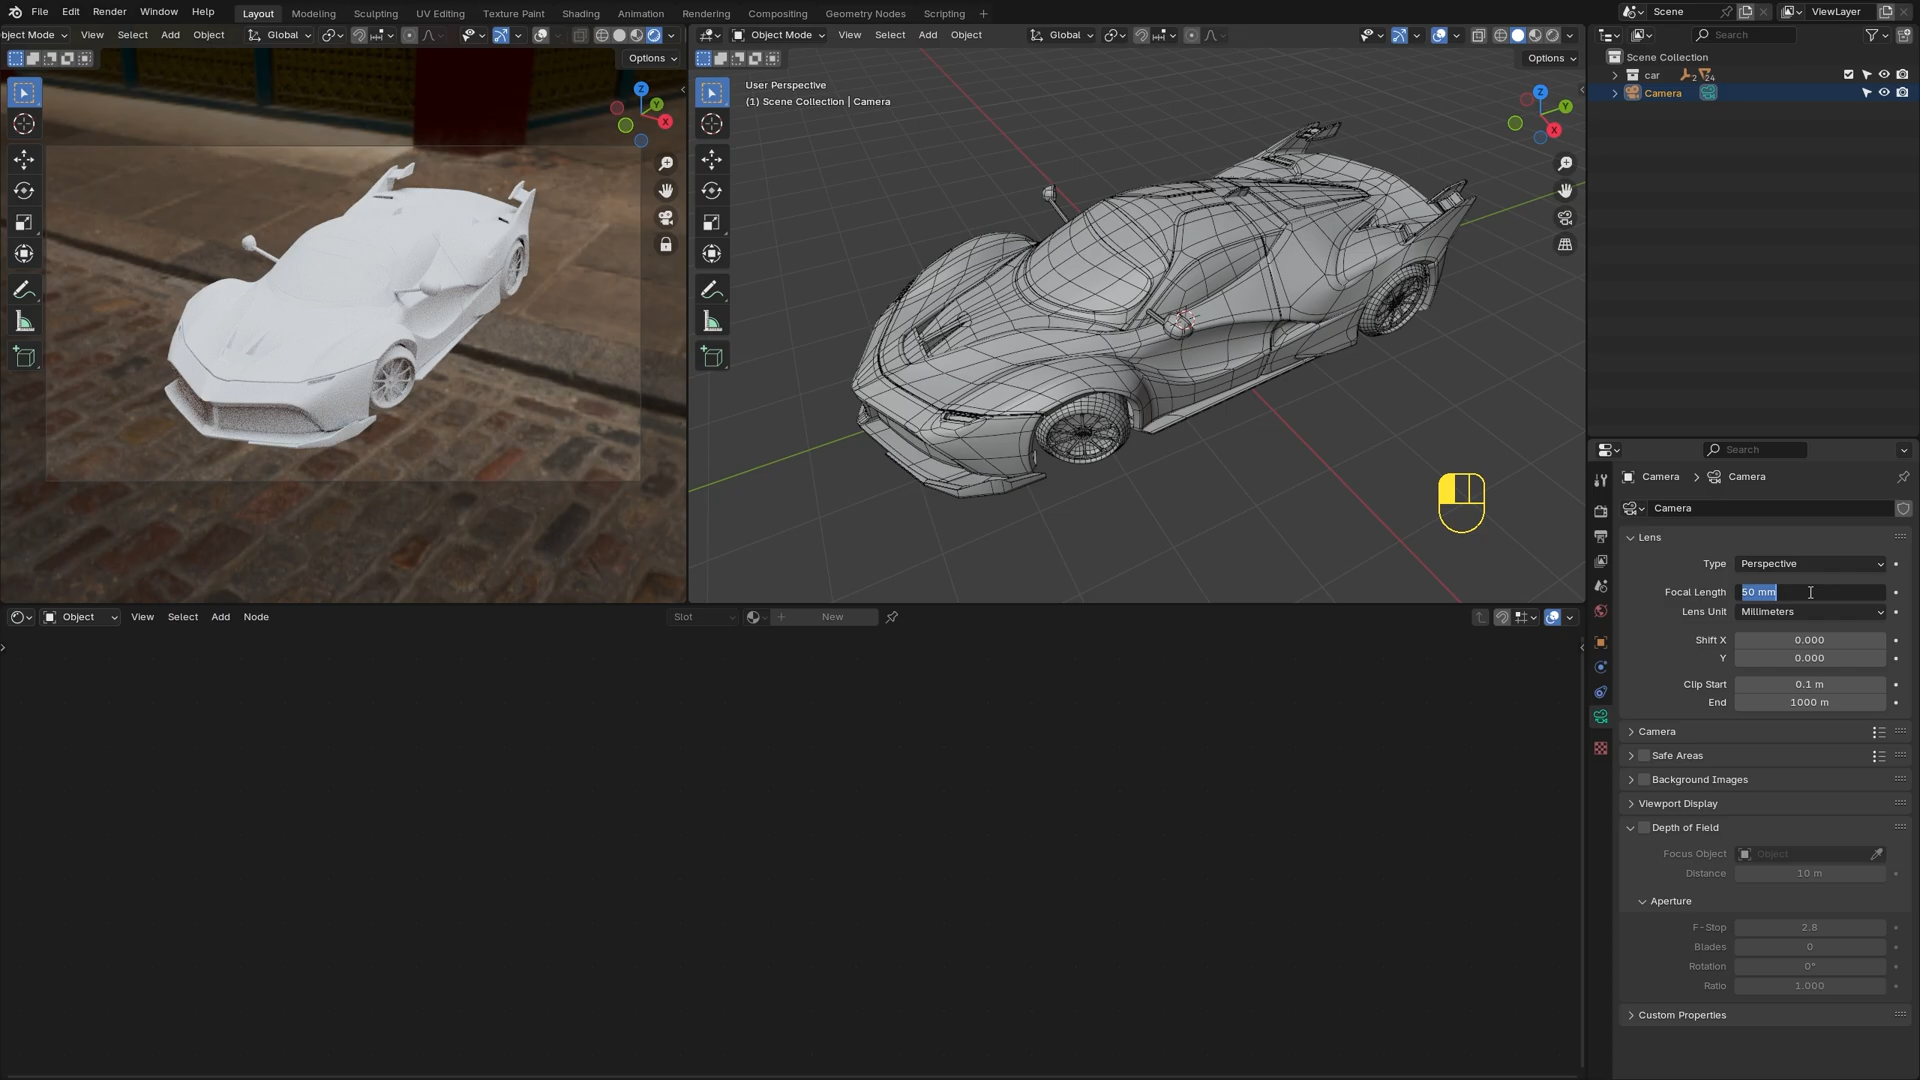 File Edit Render Window Help Layout Modeling Sculpting UV Editing Texture Paint Shading Animation Rendering Compositing Geometry Nodes Scripting + Scene ViewLayer
bject Mode View Select Add Object Global
Object Mode View Select Add Object Global
Search
Options
Options
Scene Collection
car 2 24
Camera
Z
Y
X
User Perspective
(1) Scene Collection | Camera
Z
Y
X
Search
Camera > Camera
Camera
Lens
Type Perspective
Focal Length 50 mm
Lens Unit Millimeters
Shift X 0.000
Y 0.000
Clip Start 0.1 m
End 1000 m
Camera
Safe Areas
Background Images
Viewport Display
Depth of Field
Focus Object Object
Distance 10 m
Aperture
F-Stop 2.8
Blades 0
Rotation 0°
Ratio 1.000
Custom Properties
Object View Select Add Node Slot + New